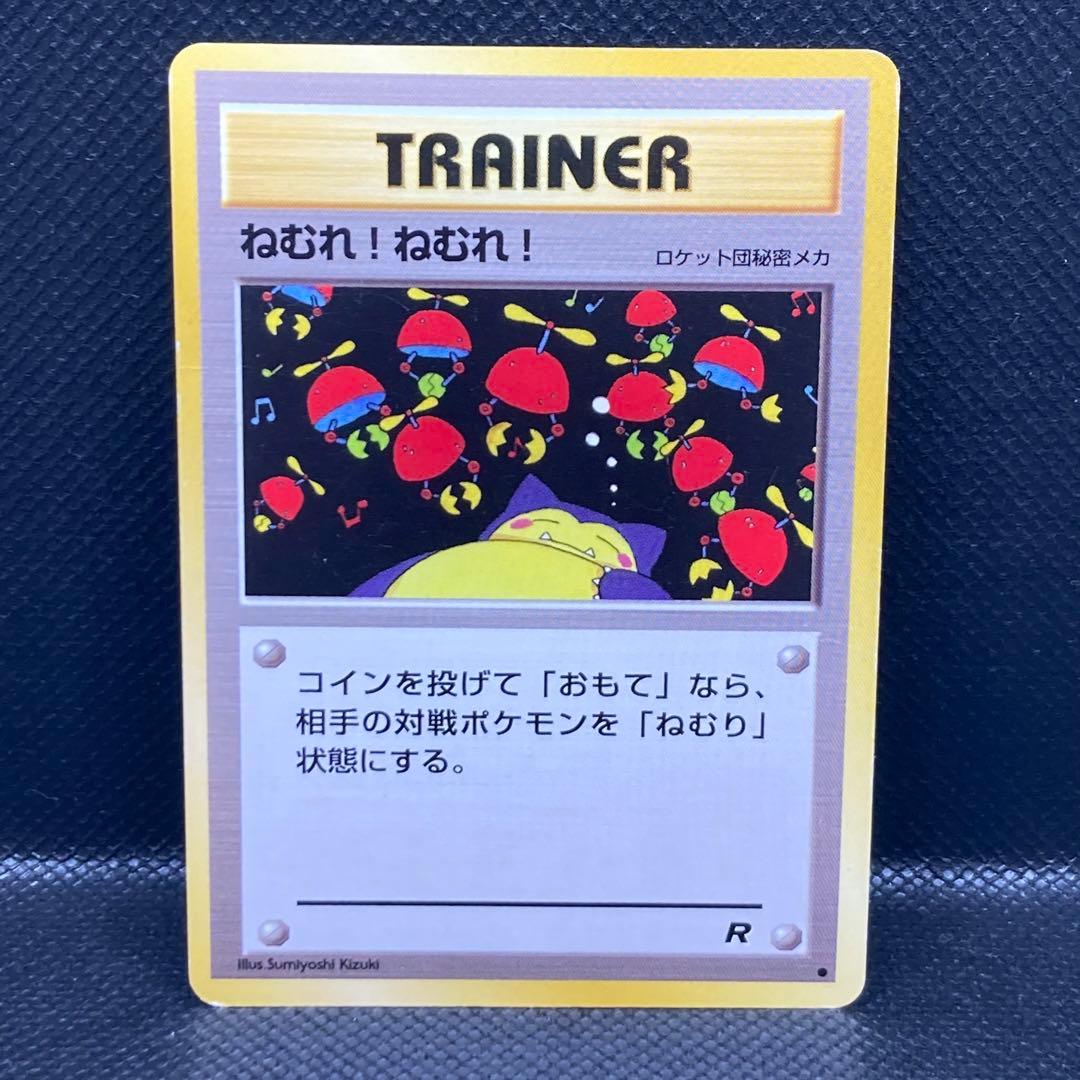 TRAINER
ねむれ！ねむれ！
ロケット団秘密メカ
コインを投げて「おもて」なら、
相手の対戦ポケモンを「ねむり」
状態にする。
R
Illus. Sumiyoshi Kizuki